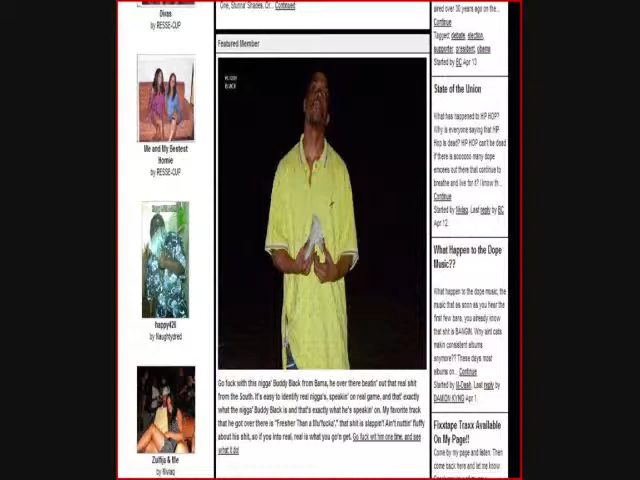 Divas
by RESSE-CUP
Me and My Bestest
Homie
by RESSE-CUP
happy420
by Naughtydred
Zulfija & Me
by Nivlaq
One, Stunna' Shades, Or... Continued
Featured Member
BLACK
Go fuck with this nigga' Buddy Black from Bama, he over there beatin' out that real shit
from the South. It's easy to identify real nigga's, speakin' on real game, and that' exactly
what the nigga' Buddy Black is and that's exactly what he's speakin' on. My favorite track
that he got over there is "Fresher Than a Mu'fucka'," that shit is slappin'! Ain't nuttin' fluffy
about his shit, so if you into real, real is what you go'n get. Go fuck wit him one time, and see
what it do!
aired over 30 years ago on the...
Continue
Tagged: debate, election,
supporter, president, obama
Started by BC Apr 13
State of the Union
What has happened to HIP HOP?
Why is everyone saying that HIP
Hop is dead? HIP HOP can't be dead
if there is soooooo many dope
emcees out there that continue to
breathe and live for it? I know th...
Continue
Started by Nivlaq. Last reply by BC
Apr 12.
What Happen to the Dope
Music??
What happen to the dope music, the
music that as soon as you hear the
first few bars, you already know
that shit is BANGIN. Why aint cats
makin consistent albums
anymore?? These days most
albums on... Continue
Started by M-Dash. Last reply by
DAMION KYNG Apr 1.
Fixxtape Traxx Available
On My Page!!
Come by my page and listen. Then
come back here and let me know